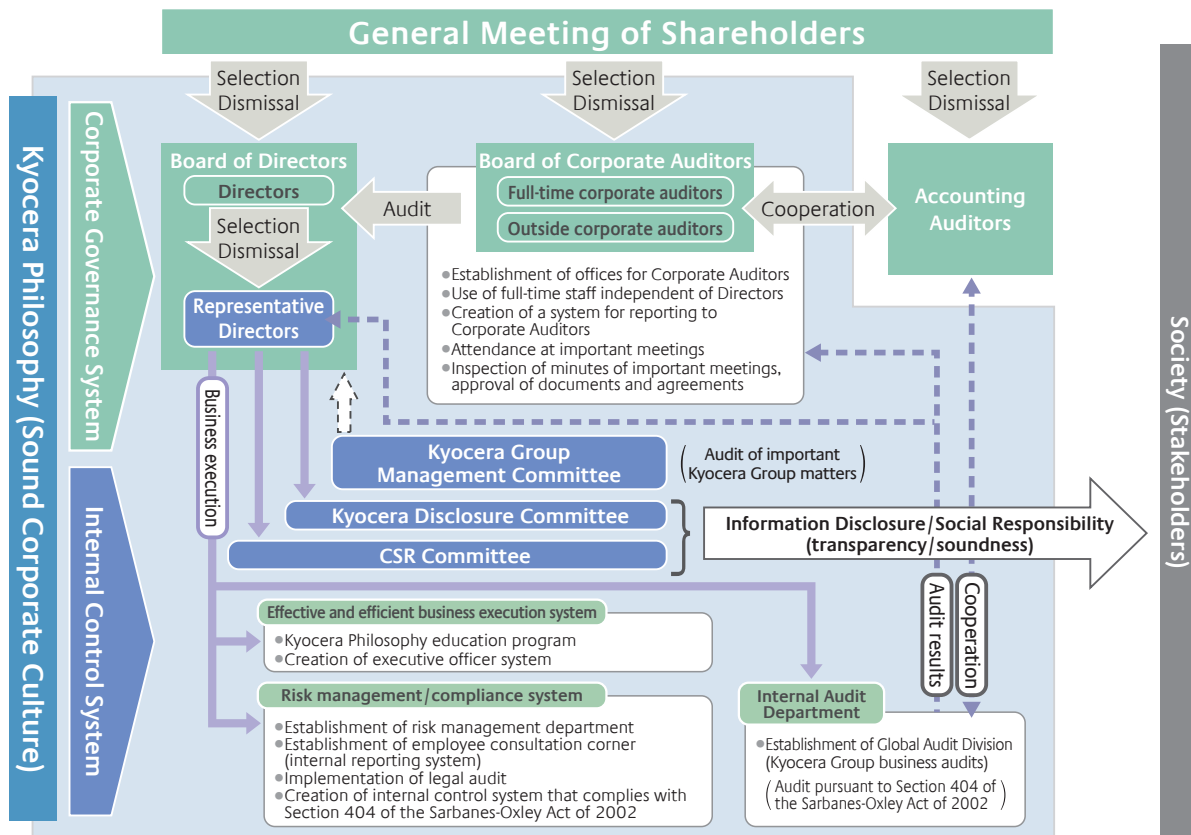 General Meeting of Shareholders
Selection
Dismissal
Selection
Dismissal
Selection
Dismissal
Kyocera Philosophy (Sound Corporate Culture)
Corporate Governance System
Internal Control System
Board of Directors
Directors
Selection
Dismissal
Representative
Directors
Audit
Board of Corporate Auditors
Full-time corporate auditors
Outside corporate auditors
●Establishment of offices for Corporate Auditors
●Use of full-time staff independent of Directors
●Creation of a system for reporting to
Corporate Auditors
●Attendance at important meetings
●Inspection of minutes of important meetings,
approval of documents and agreements
Cooperation
Accounting
Auditors
Business execution
Kyocera Group
Management Committee
(Audit of important
Kyocera Group matters)
Kyocera Disclosure Committee
CSR Committee
Information Disclosure/Social Responsibility
(transparency/soundness)
Society (Stakeholders)
Audit results
Cooperation
Effective and efficient business execution system
●Kyocera Philosophy education program
●Creation of executive officer system
Risk management/compliance system
●Establishment of risk management department
●Establishment of employee consultation corner
(internal reporting system)
●Implementation of legal audit
●Creation of internal control system that complies with
Section 404 of the Sarbanes-Oxley Act of 2002
Internal Audit
Department
●Establishment of Global Audit Division
(Kyocera Group business audits)
(Audit pursuant to Section 404 of
the Sarbanes-Oxley Act of 2002)